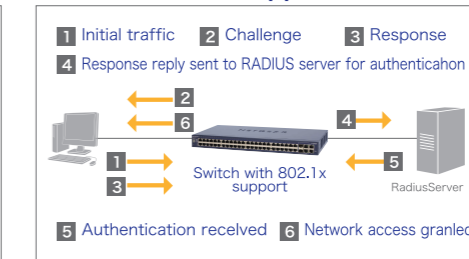 1 Initial traffic 2 Challenge 3 Response
4 Response reply sent to RADIUS server for authenticahon
2
6
4
NETGEAR
1
5
3
Switch with 802.1x
support
RadiusServer
5 Authentication recelved 6 Network access granled